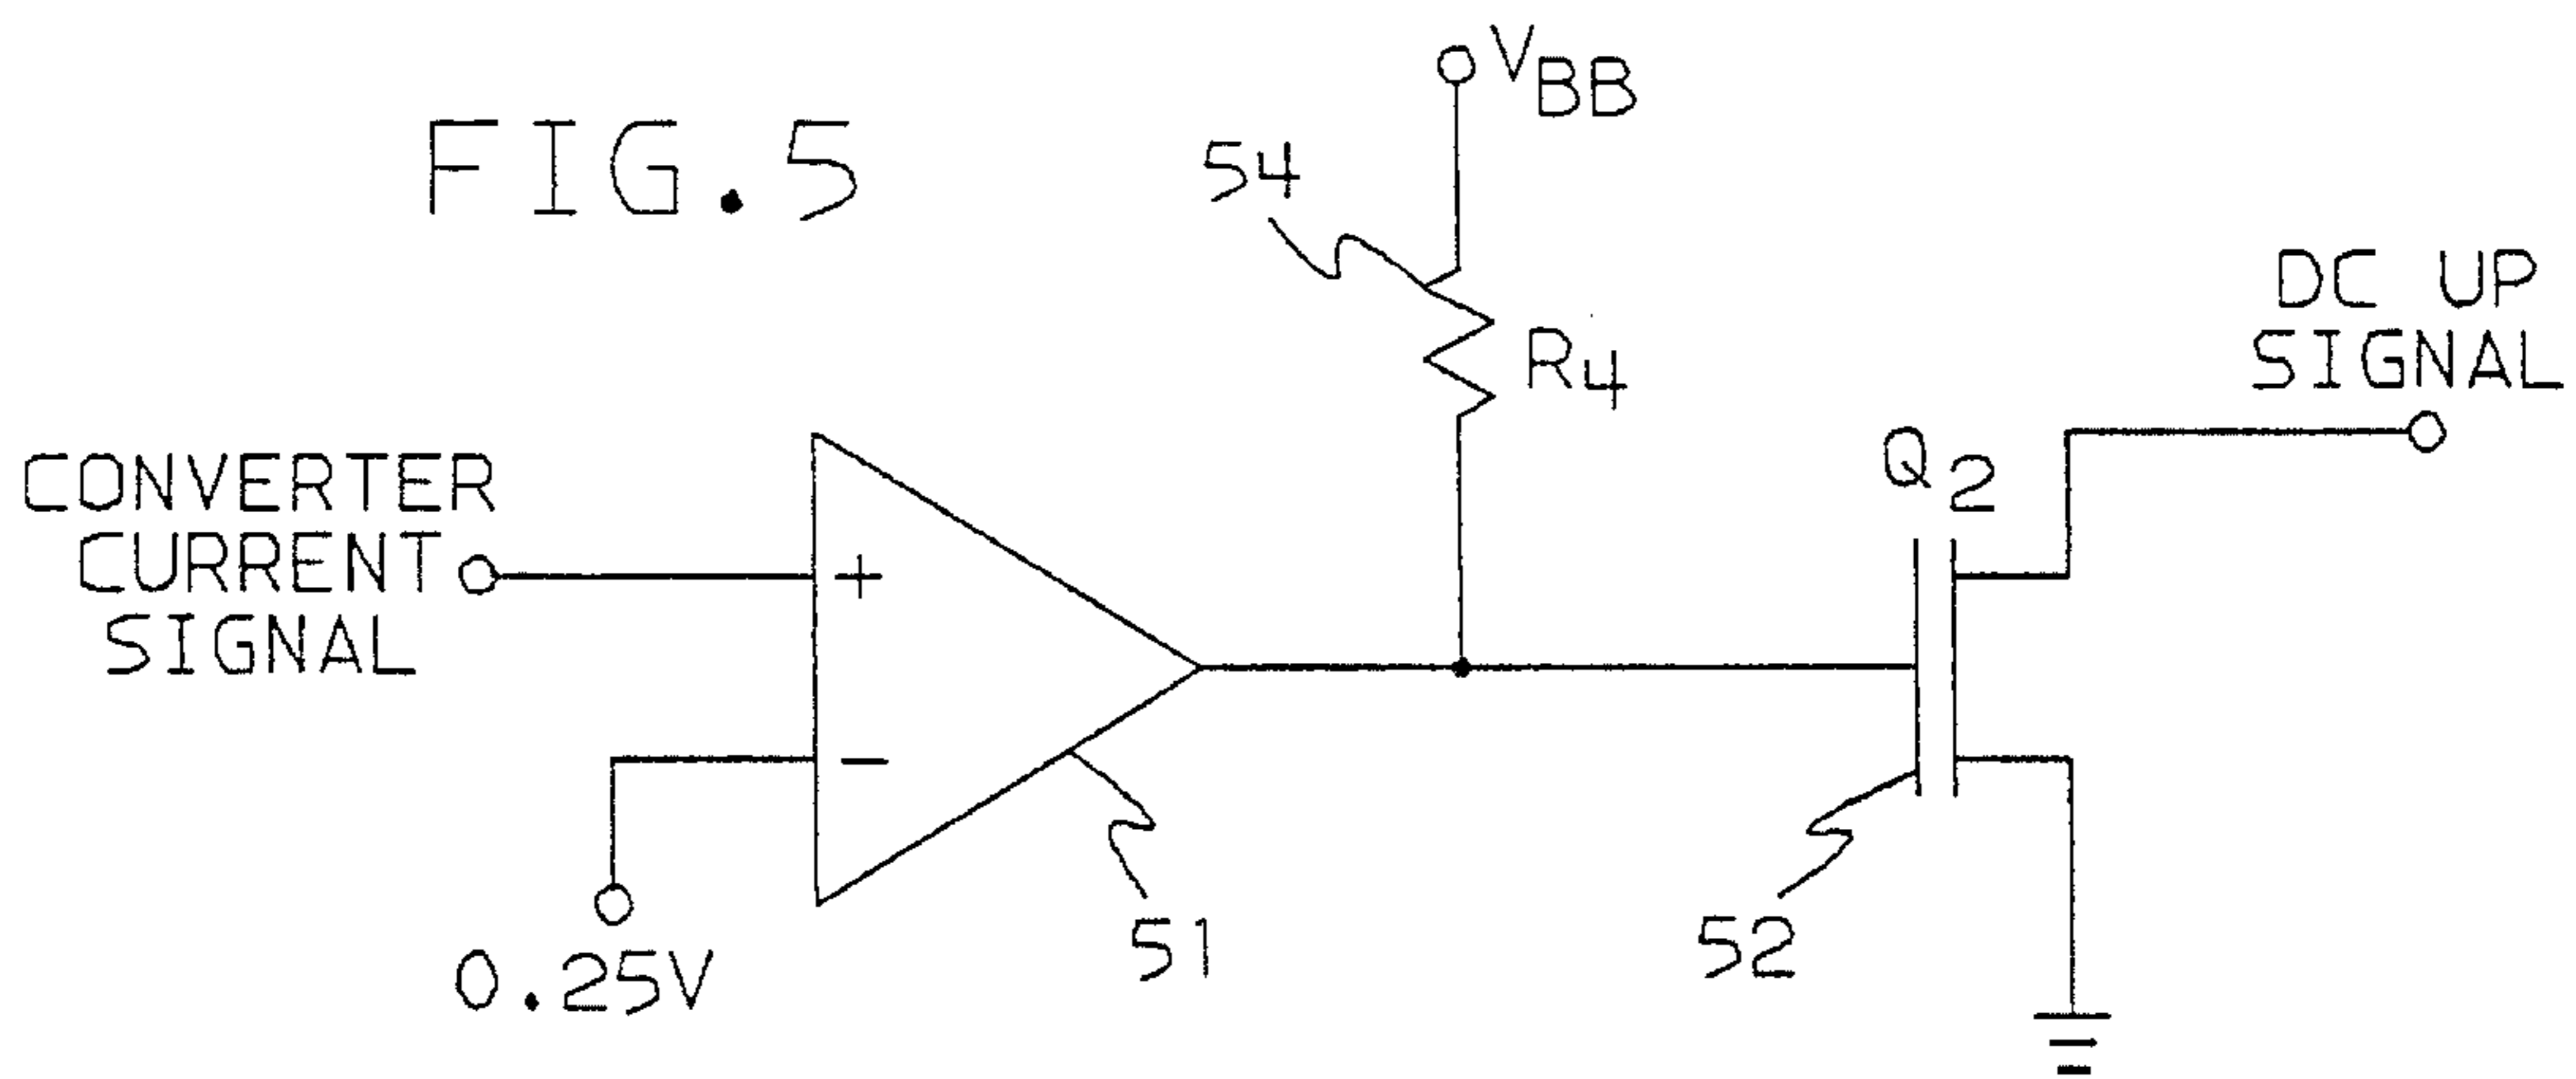 FIG.5
VBB
54
R4
DC UP
SIGNAL
Q2
CONVERTER
CURRENT
SIGNAL
+
−
0.25V
51
52